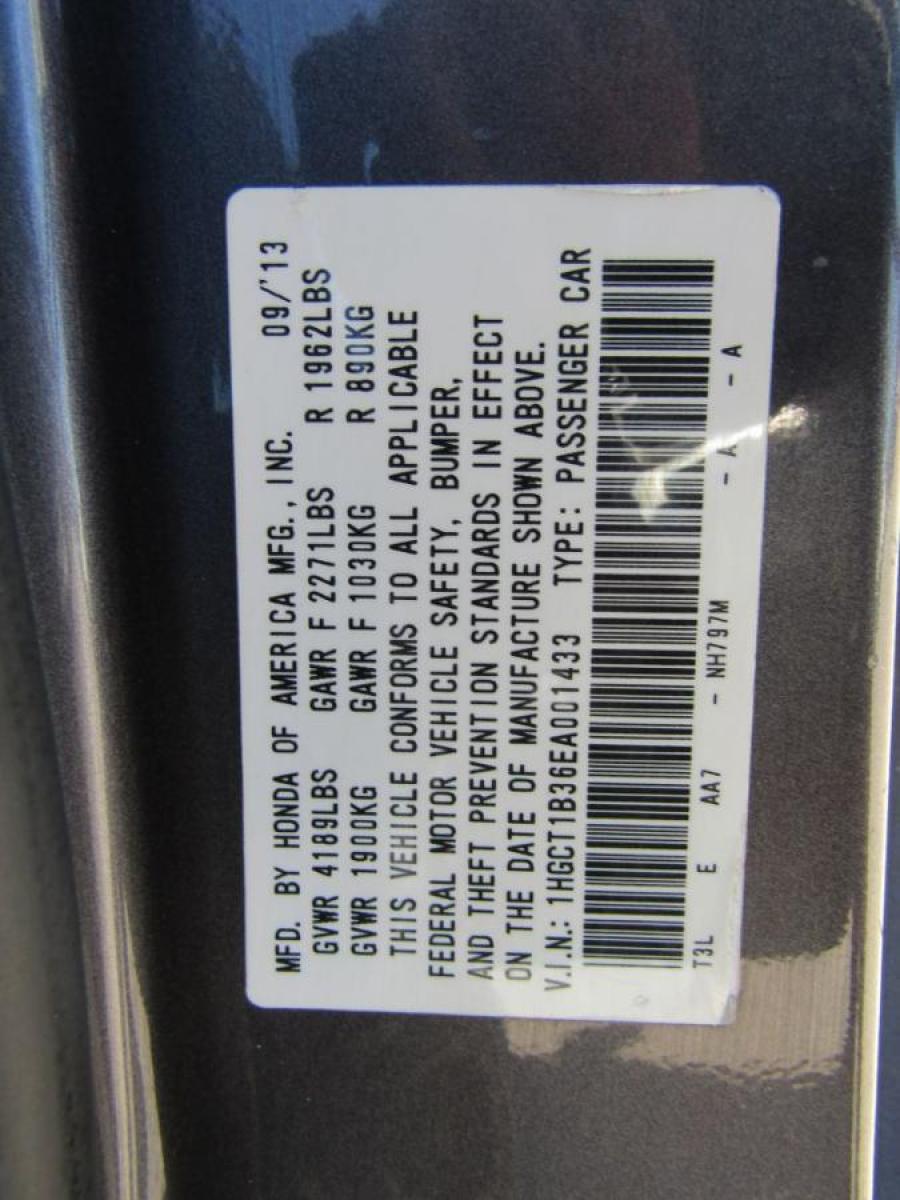 MFD. BY HONDA OF AMERICA MFG., INC. 09/'13
GVWR 4189LBS GAWR F 2271LBS R 1962LBS
GVWR 1900KG GAWR F 1030KG R 890KG
THIS VEHICLE CONFORMS TO ALL APPLICABLE
FEDERAL MOTOR VEHICLE SAFETY, BUMPER,
AND THEFT PREVENTION STANDARDS IN EFFECT
ON THE DATE OF MANUFACTURE SHOWN ABOVE.
V.I.N.: 1HGCT1B36EA001433 TYPE: PASSENGER CAR
T3L E AA7 - NH797M - A - A